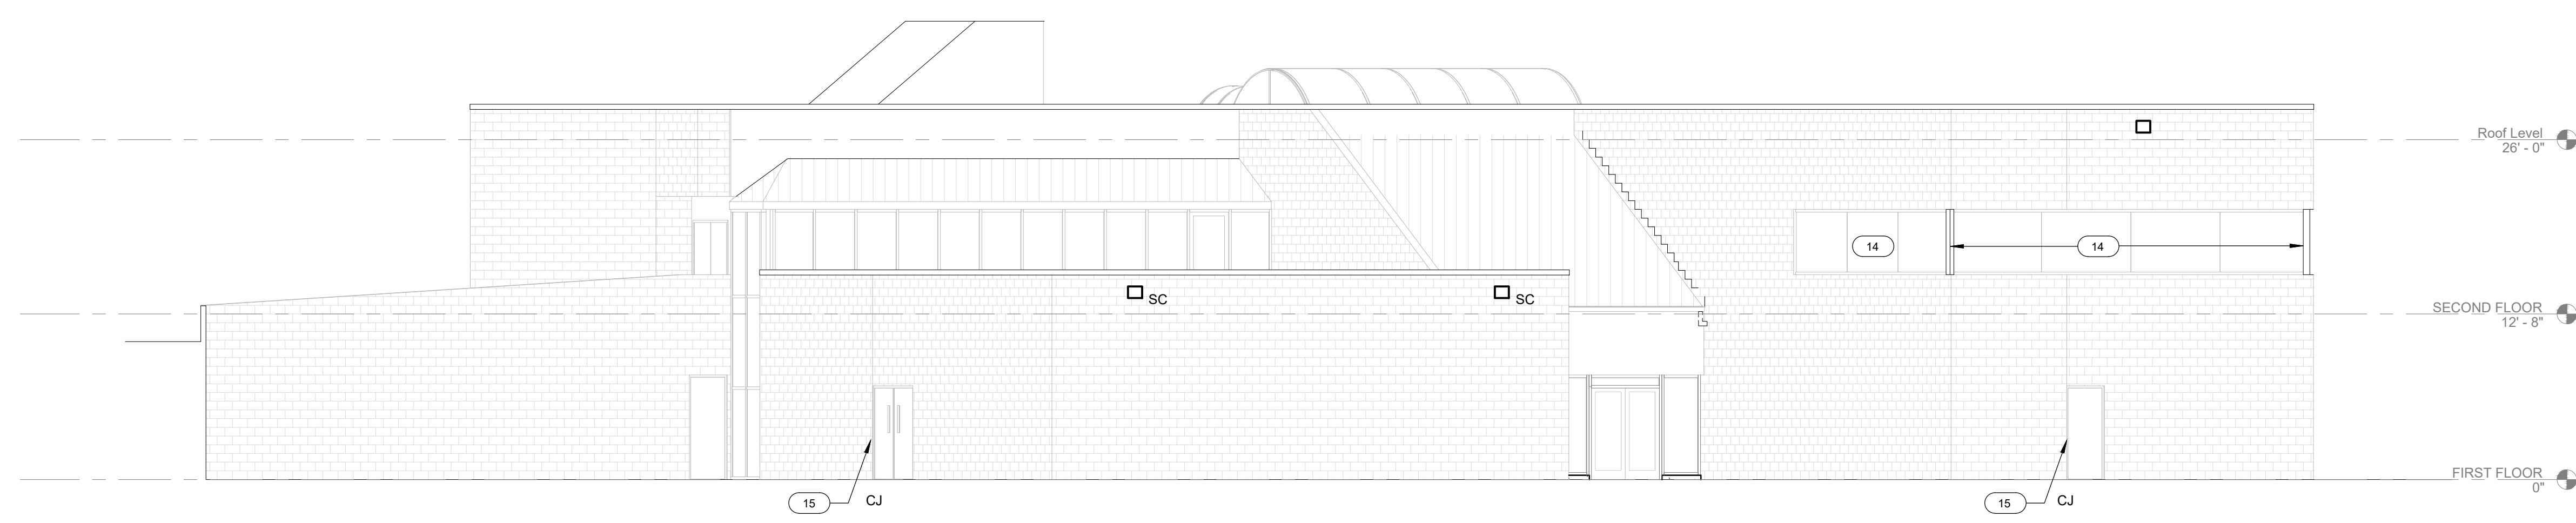 Roof Level
26' - 0"
14
14
SC
SC
SECOND FLOOR
12' - 8"
FIRST FLOOR
0"
15
CJ
15
CJ